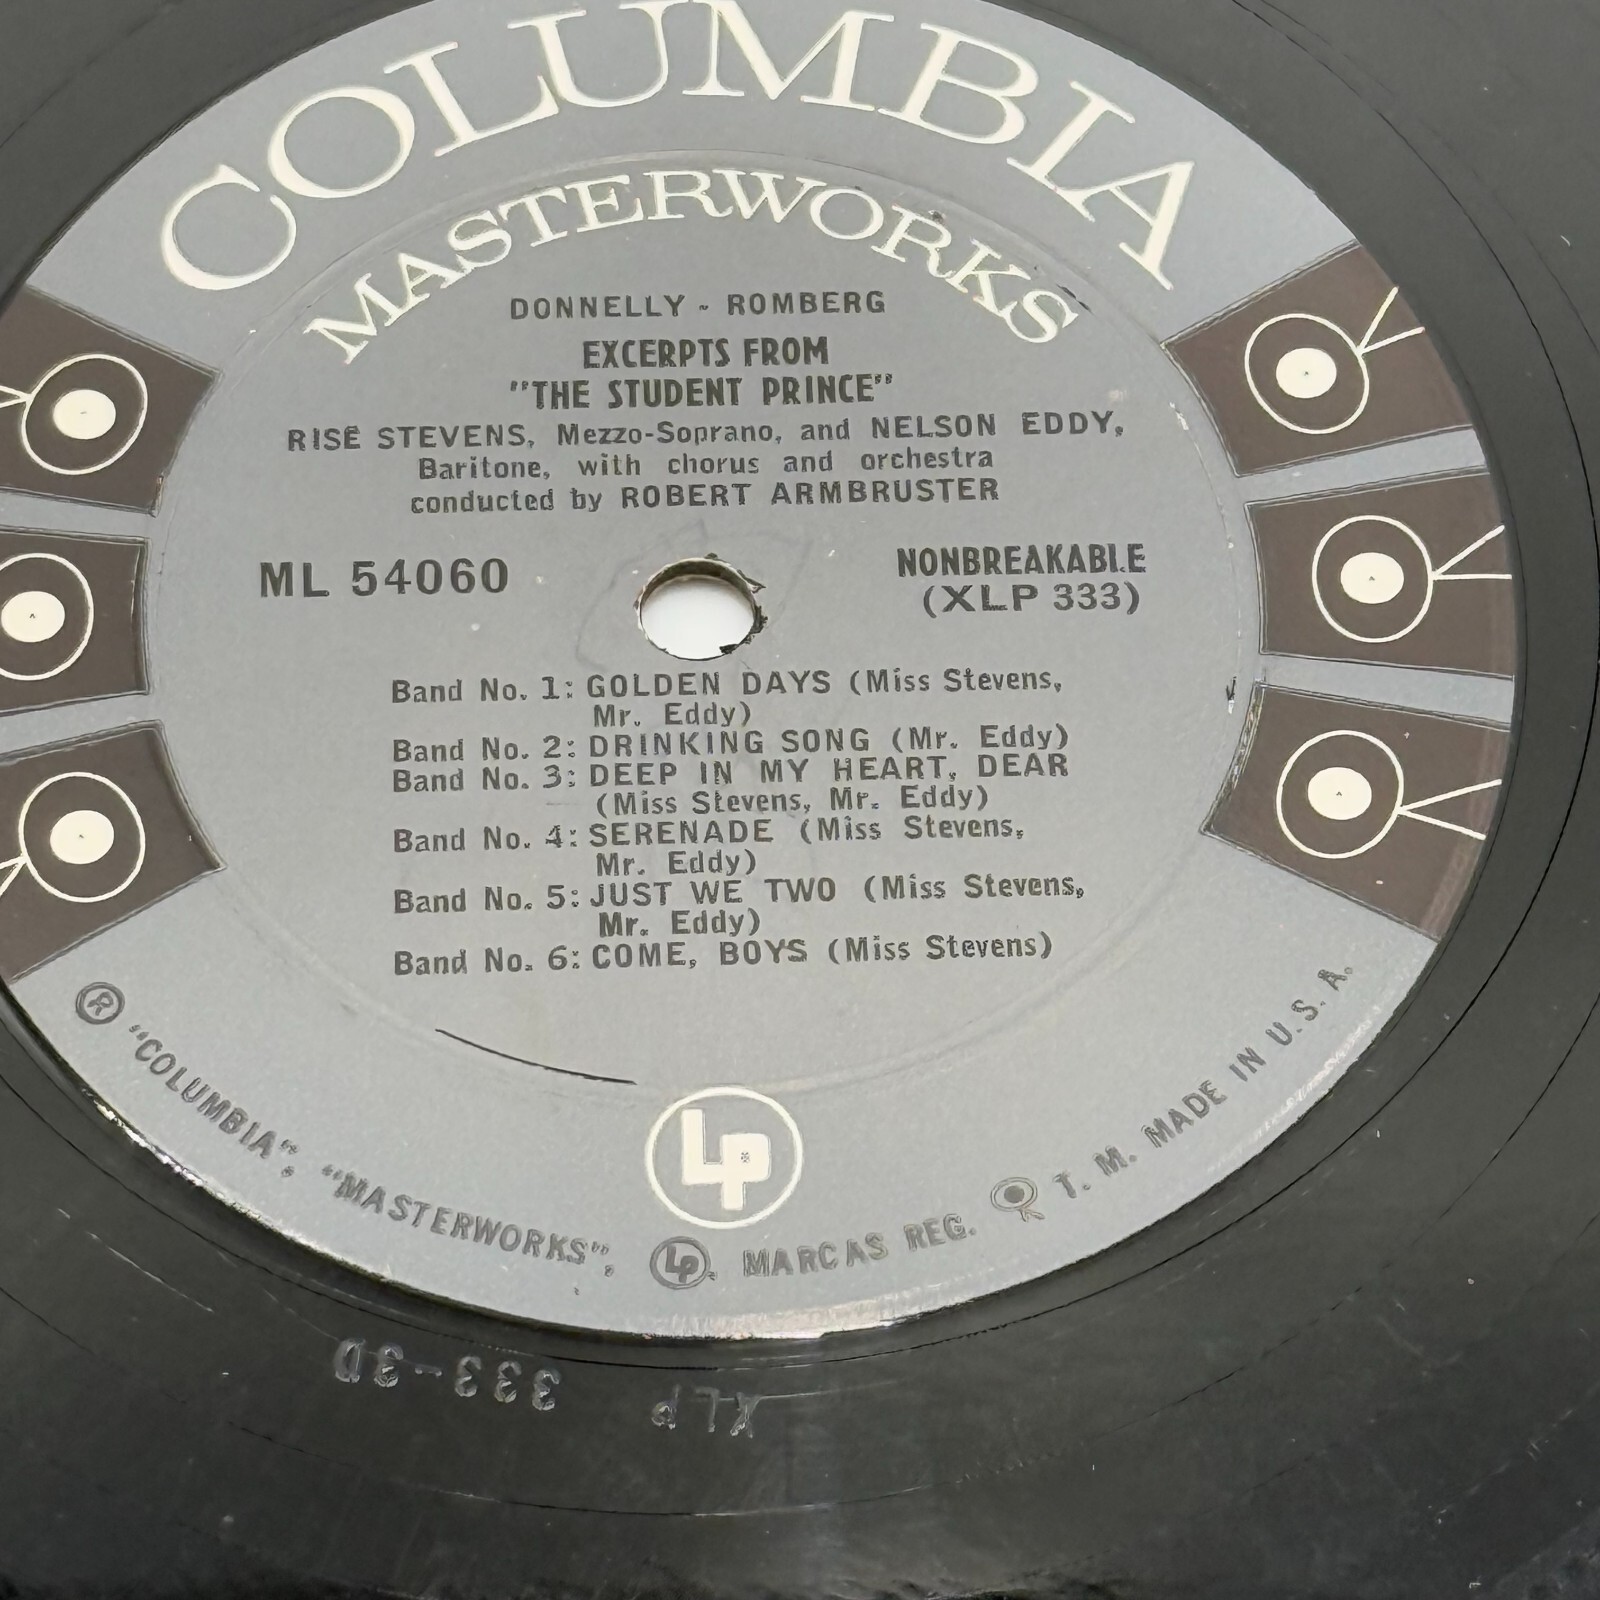 COLUMBIA
MASTERWORKS
DONNELLY - ROMBERG
EXCERPTS FROM
"THE STUDENT PRINCE"
RISË STEVENS, Mezzo-Soprano, and NELSON EDDY,
Baritone, with chorus and orchestra
conducted by ROBERT ARMBRUSTER
ML 54060
NONBREAKABLE
(XLP 333)
Band No. 1: GOLDEN DAYS (Miss Stevens,
Mr. Eddy)
Band No. 2: DRINKING SONG (Mr. Eddy)
Band No. 3: DEEP IN MY HEART, DEAR
(Miss Stevens, Mr. Eddy)
Band No. 4: SERENADE (Miss Stevens,
Mr. Eddy)
Band No. 5: JUST WE TWO (Miss Stevens,
Mr. Eddy)
Band No. 6: COME, BOYS (Miss Stevens)
LP
® "COLUMBIA", "MASTERWORKS", LP, MARCAS REG. T. M. MADE IN U. S. A.
XLP 333-3D